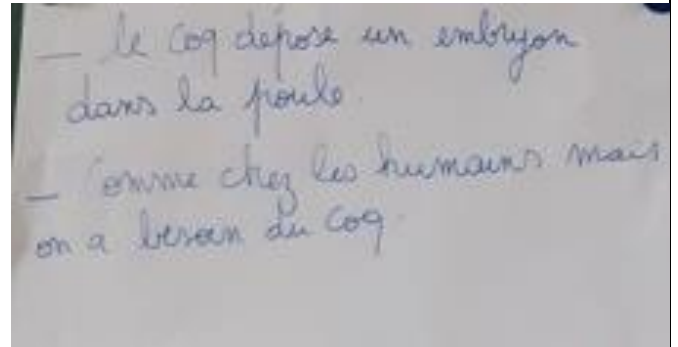 — le coq dépose un embryon
dans la poule.
— Comme chez les humains mais
on a besoin du coq.